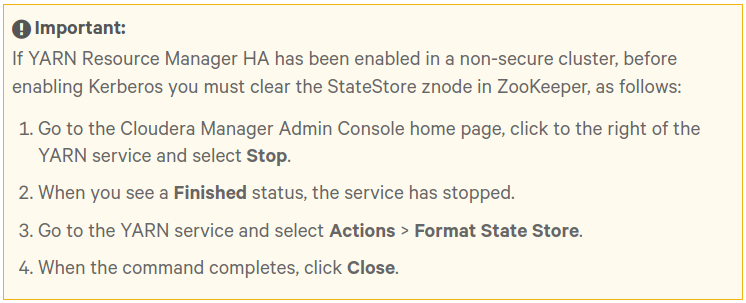 Important:
If YARN Resource Manager HA has been enabled in a non-secure cluster, before
enabling Kerberos you must clear the StateStore znode in ZooKeeper, as follows:
1. Go to the Cloudera Manager Admin Console home page, click to the right of the
YARN service and select Stop.
2. When you see a Finished status, the service has stopped.
3. Go to the YARN service and select Actions > Format State Store.
4. When the command completes, click Close.